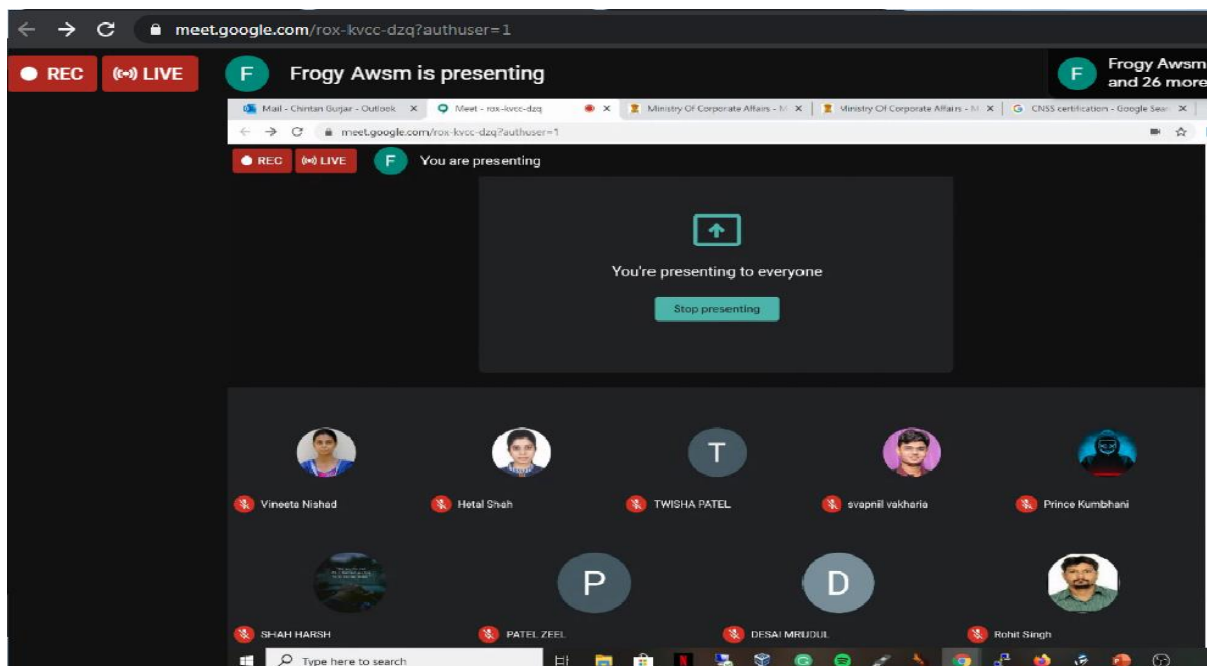 meet.google.com/rox-kvcc-dzq?authuser=1
REC
LIVE
F
Frogy Awsm is presenting
F
Frogy Awsm
and 26 more
Mail - Chintan Gurjar - Outlook
Meet - rox-kvcc-dzq
Ministry Of Corporate Affairs - M
Ministry Of Corporate Affairs - M
G CNSS certification - Google Sear
meet.google.com/rox-kvcc-dzq?authuser=1
REC
LIVE
F
You are presenting
You're presenting to everyone
Stop presenting
T
Vineeta Nishad
Hetal Shah
TWISHA PATEL
svapnil vakharia
Prince Kumbhani
P
D
SHAH HARSH
PATEL ZEEL
DESAI MRUDUL
Rohit Singh
Type here to search